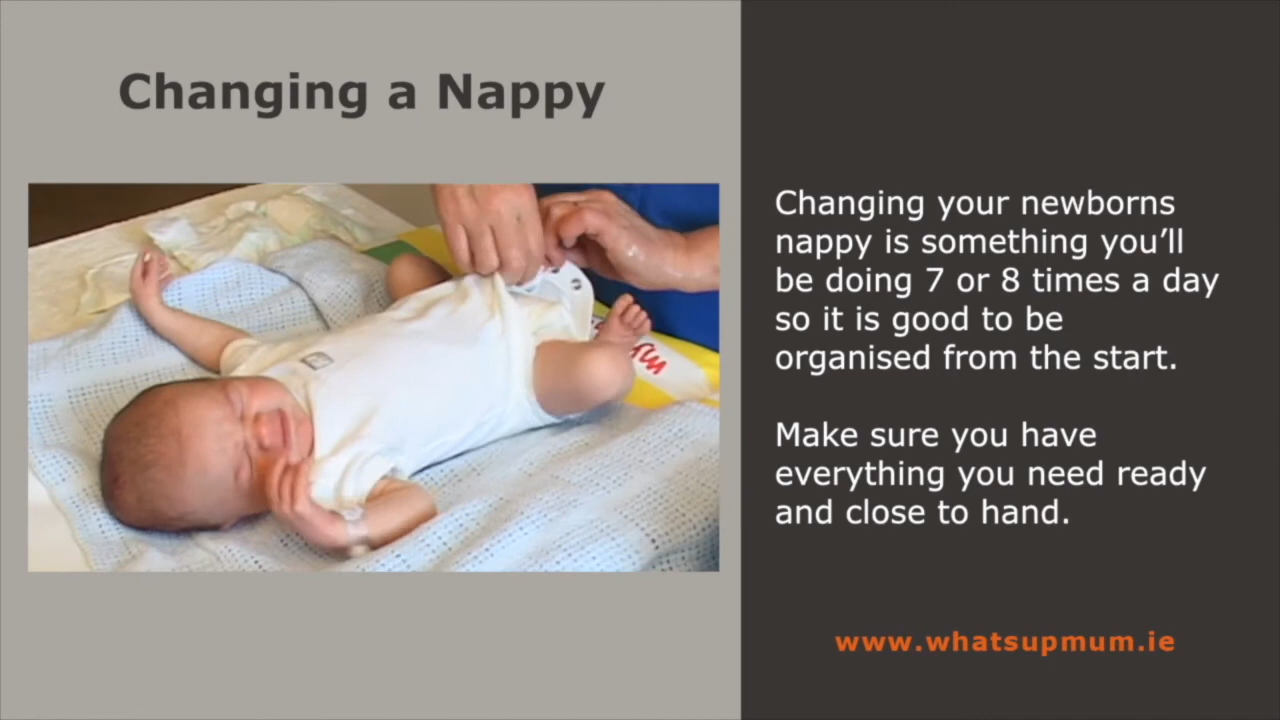 Changing a Nappy
Changing your newborns
nappy is something you’ll
be doing 7 or 8 times a day
so it is good to be
organised from the start.
Make sure you have
everything you need ready
and close to hand.
www.whatsupmum.ie